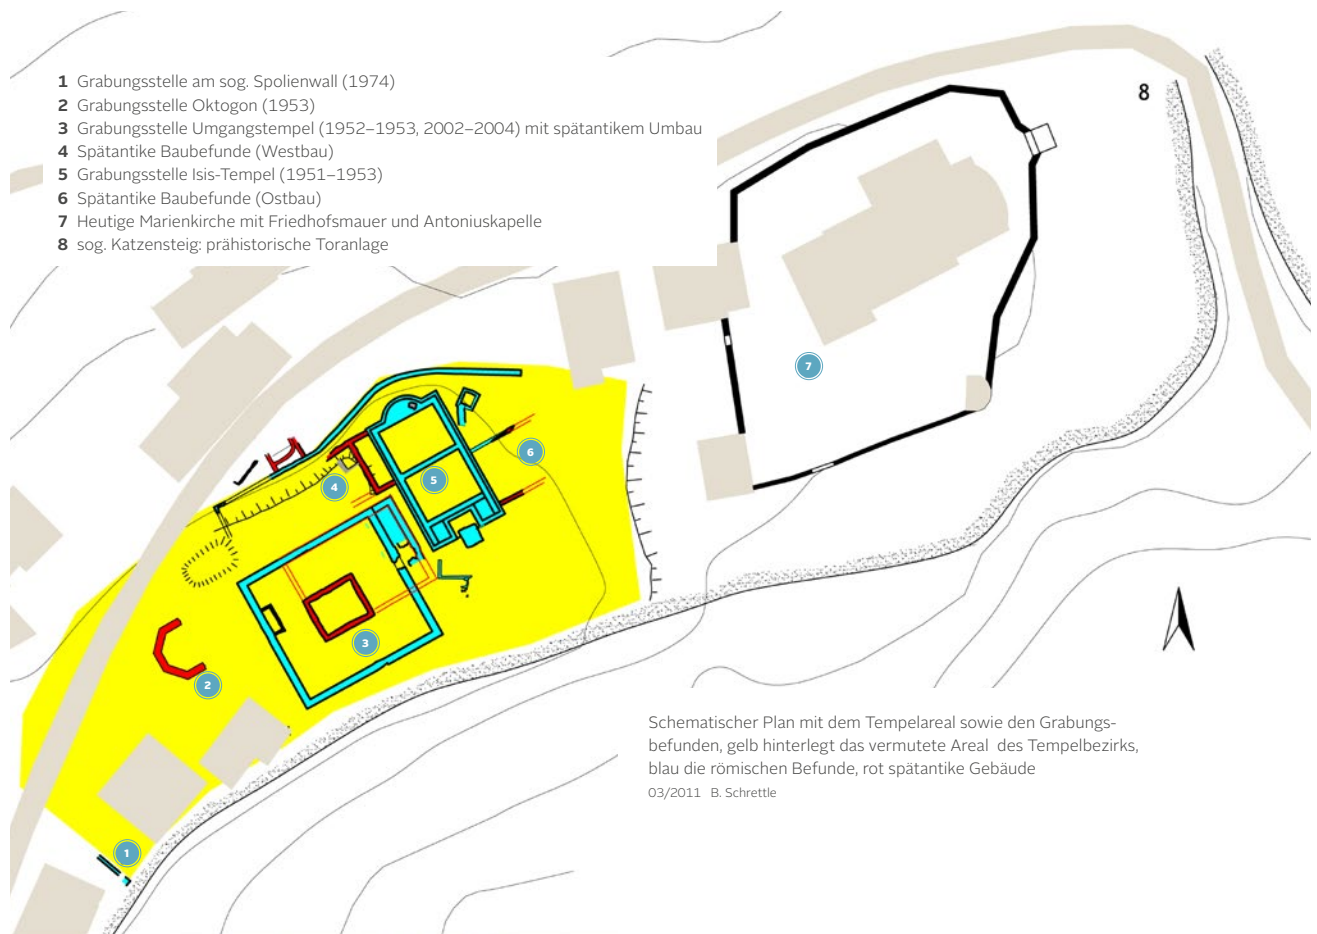 1 Grabungsstelle am sog. Spolienwall (1974)
2 Grabungsstelle Oktogon (1953)
3 Grabungsstelle Umgangstempel (1952–1953, 2002–2004) mit spätantikem Umbau
4 Spätantike Baubefunde (Westbau)
5 Grabungsstelle Isis-Tempel (1951–1953)
6 Spätantike Baubefunde (Ostbau)
7 Heutige Marienkirche mit Friedhofsmauer und Antoniuskapelle
8 sog. Katzensteig: prähistorische Toranlage
8
7
6
5
4
3
2
1
Schematischer Plan mit dem Tempelareal sowie den Grabungs-
befunden, gelb hinterlegt das vermutete Areal des Tempelbezirks,
blau die römischen Befunde, rot spätantike Gebäude
03/2011 B. Schrettle